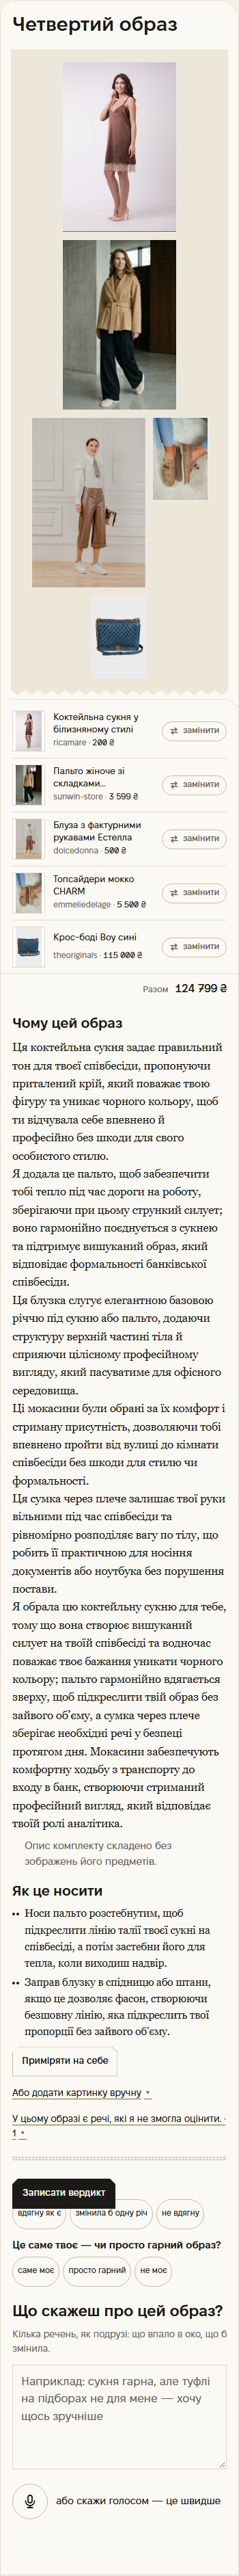 Четвертий образ
Коктейльна сукня у
білизняному стилі
ricamare · 200 ₴
замінити
Пальто жіноче зі
складками...
sunwin-store · 3 599 ₴
замінити
Блуза з фактурними
рукавами Естелла
dolcedonna · 500 ₴
замінити
Топсайдери мокко
CHARM
emmeliedelage · 5 500 ₴
замінити
Крос-боді Boy сині
theoriginals · 115 000 ₴
замінити
Разом 124 799 ₴
Чому цей образ
Ця коктейльна сукня задає правильний
тон для твоєї співбесіди, пропонуючи
приталений крій, який поважає твою
фігуру та уникає чорного кольору, щоб
ти відчувала себе впевнено й
професійно без шкоди для свого
особистого стилю.
Я додала це пальто, щоб забезпечити
тобі тепло під час дороги на роботу,
зберігаючи при цьому стрункий силует;
воно гармонійно поєднується з сукнею
та підтримує вишуканий образ, який
відповідає формальності банківської
співбесіди.
Ця блузка слугує елегантною базовою
річчю під сукню або пальто, додаючи
структуру верхній частині тіла й
сприяючи цілісному професійному
вигляду, який пасуватиме для офісного
середовища.
Ці мокасини були обрані за їх комфорт і
стриману присутність, дозволяючи тобі
впевнено пройти від вулиці до кімнати
співбесіди без шкоди для стилю чи
формальності.
Ця сумка через плече залишає твої руки
вільними під час співбесіди та
рівномірно розподіляє вагу по тілу, що
робить її практичною для носіння
документів або ноутбука без порушення
постави.
Я обрала цю коктейльну сукню для тебе,
тому що вона створює вишуканий
силует на твоїй співбесіді та водночас
поважає твоє бажання уникати чорного
кольору; пальто гармонійно вдягається
зверху, щоб підкреслити твій образ без
зайвого об’єму, а сумка через плече
зберігає необхідні речі у безпеці
протягом дня. Мокасини забезпечують
комфортну ходьбу з транспорту до
входу в банк, створюючи стриманий
професійний вигляд, який відповідає
твоїй ролі аналітика.
Опис комплекту складено без
зображень його предметів.
Як це носити
Носи пальто розстебнутим, щоб
підкреслити лінію талії твоєї сукні на
співбесіді, а потім застебни його для
тепла, коли виходиш надвір.
Заправ блузку в спідницю або штани,
якщо це дозволяє фасон, створюючи
безшовну лінію, яка підкреслить твої
пропорції без зайвого об’єму.
Приміряти на себе
Або додати картинку вручну
У цьому образі є речі, які я не змогла оцінити. ·
1
Записати вердикт
вдягну як є
змінила б одну річ
не вдягну
Це саме твоє — чи просто гарний образ?
саме моє
просто гарний
не моє
Що скажеш про цей образ?
Кілька речень, як подрузі: що впало в око, що б
змінила.
Наприклад: сукня гарна, але туфлі
на підборах не для мене — хочу
щось зручніше
або скажи голосом — це швидше